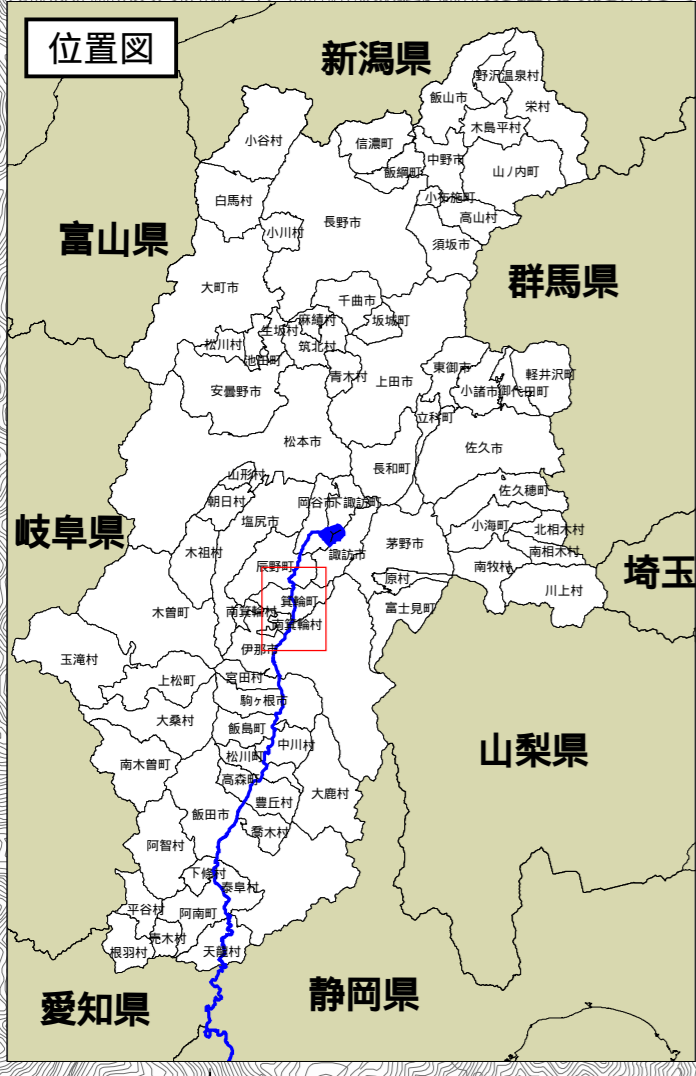 位置図
新潟県
野沢温泉村
飯山市
栄村
木島平村
小谷村
信濃町
中野市
飯綱町
山ノ内町
白馬村
小布施町
高山村
長野市
小川村
須坂市
富山県
群馬県
大町市
千曲市
麻績村
坂城町
生坂村
松川村
筑北村
池田町
青木村
上田市
東御市
軽井沢町
安曇野市
小諸市
御代田町
立科町
松本市
佐久市
長和町
山形村
佐久穂町
朝日村
岡谷市
下諏訪町
塩尻市
小海町
北相木村
岐阜県
木祖村
諏訪市
茅野市
南相木村
辰野町
南牧村
埼玉
原村
川上村
箕輪町
木曽町
南箕輪村
富士見町
南箕輪村
伊那市
玉滝村
上松町
宮田村
駒ヶ根市
大桑村
飯島町
中川村
山梨県
松川町
南木曽町
高森町
大鹿村
豊丘村
飯田市
喬木村
阿智村
下條村
泰阜村
平谷村
阿南町
売木村
根羽村
天龍村
愛知県
静岡県